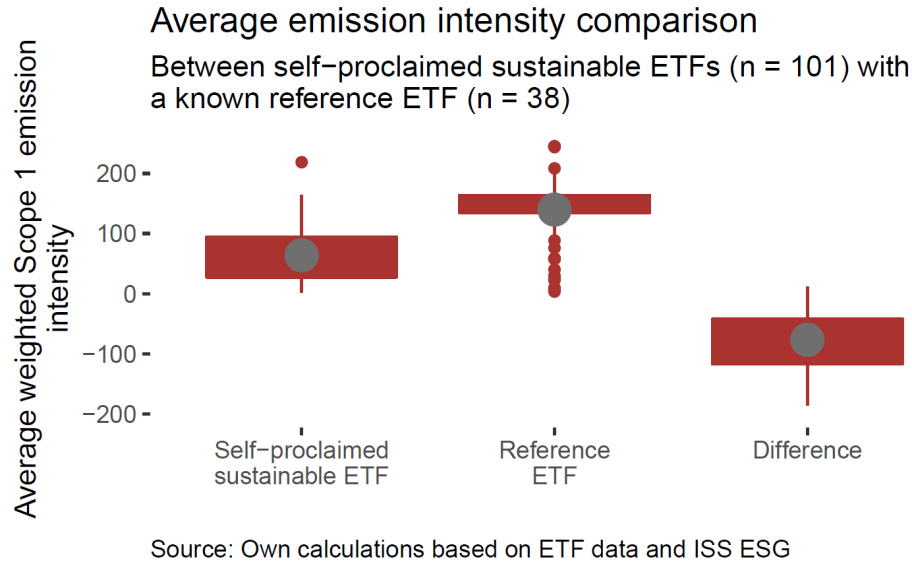 Average emission intensity comparison
Between self−proclaimed sustainable ETFs (n = 101) with
a known reference ETF (n = 38)
Average weighted Scope 1 emission
intensity
200
100
0
−100
−200
Self−proclaimed
sustainable ETF
Reference
ETF
Difference
Source: Own calculations based on ETF data and ISS ESG